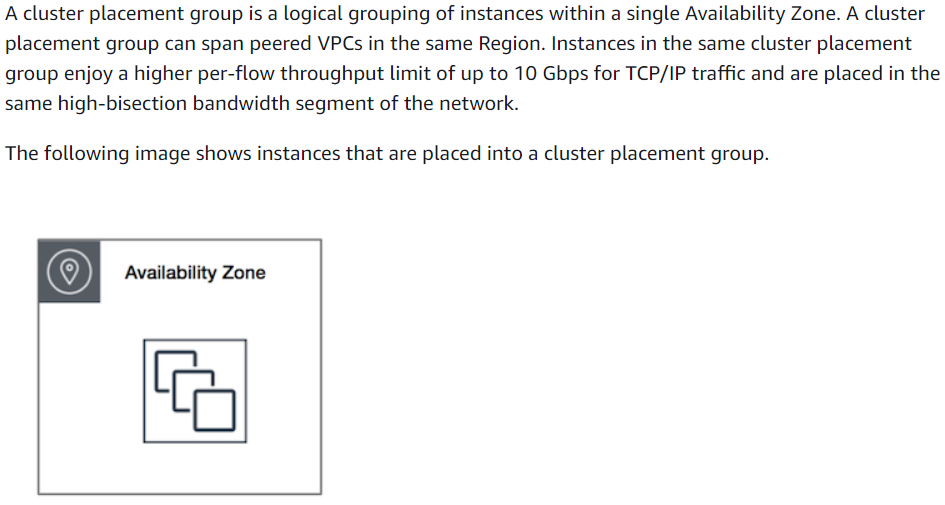 A cluster placement group is a logical grouping of instances within a single Availability Zone. A cluster
placement group can span peered VPCs in the same Region. Instances in the same cluster placement
group enjoy a higher per-flow throughput limit of up to 10 Gbps for TCP/IP traffic and are placed in the
same high-bisection bandwidth segment of the network.
The following image shows instances that are placed into a cluster placement group.
Availability Zone